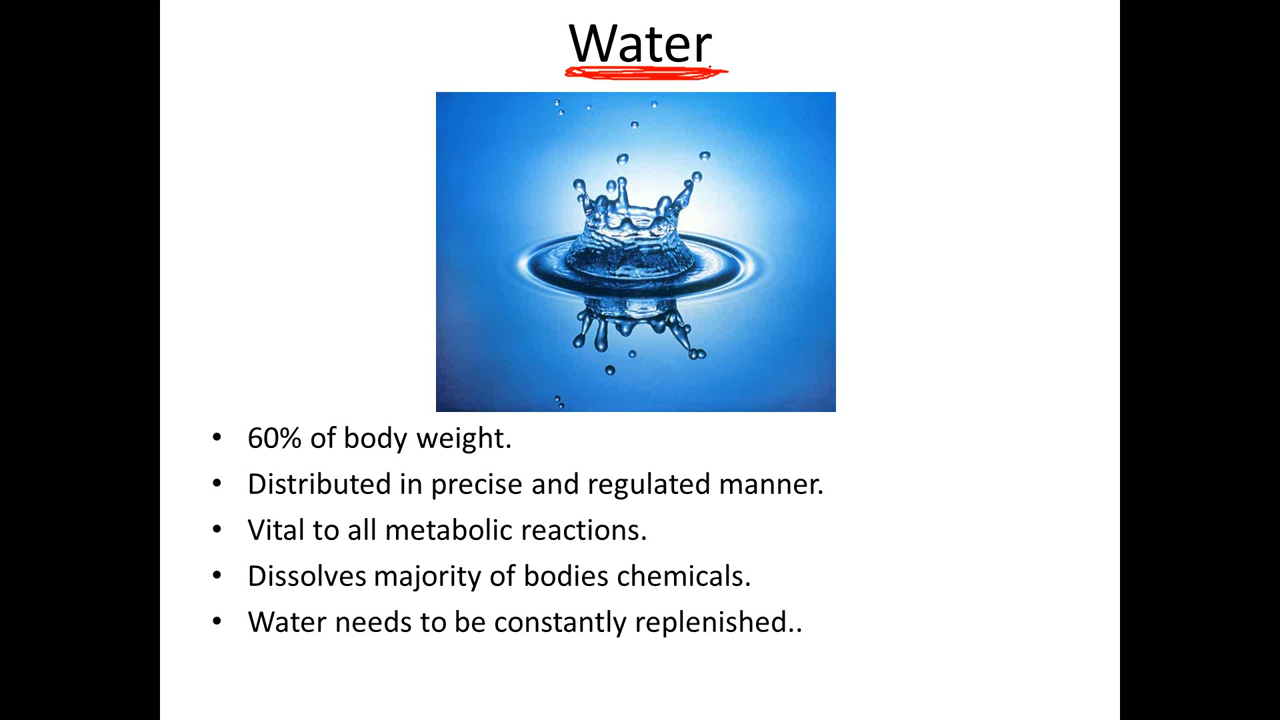 Water
• 60% of body weight.
• Distributed in precise and regulated manner.
• Vital to all metabolic reactions.
• Dissolves majority of bodies chemicals.
• Water needs to be constantly replenished..